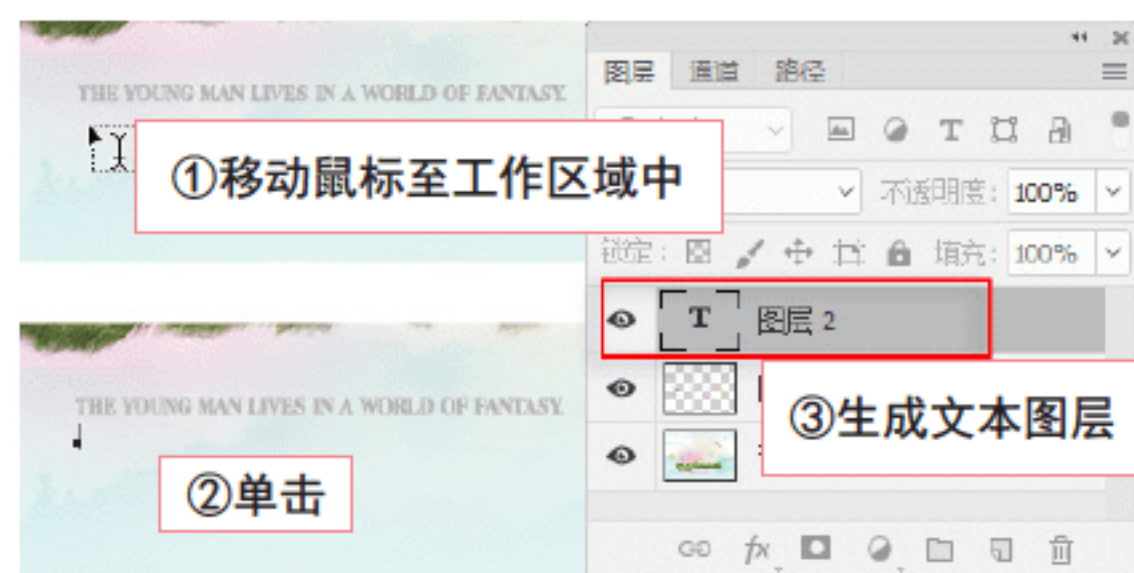 THE YOUNG MAN LIVES IN A WORLD OF FANTASY.
①移动鼠标至工作区域中
THE YOUNG MAN LIVES IN A WORLD OF FANTASY.
②单击
图层 通道 路径
不透明度: 100%
锁定: 填充: 100%
T 图层 2
③生成文本图层
fx